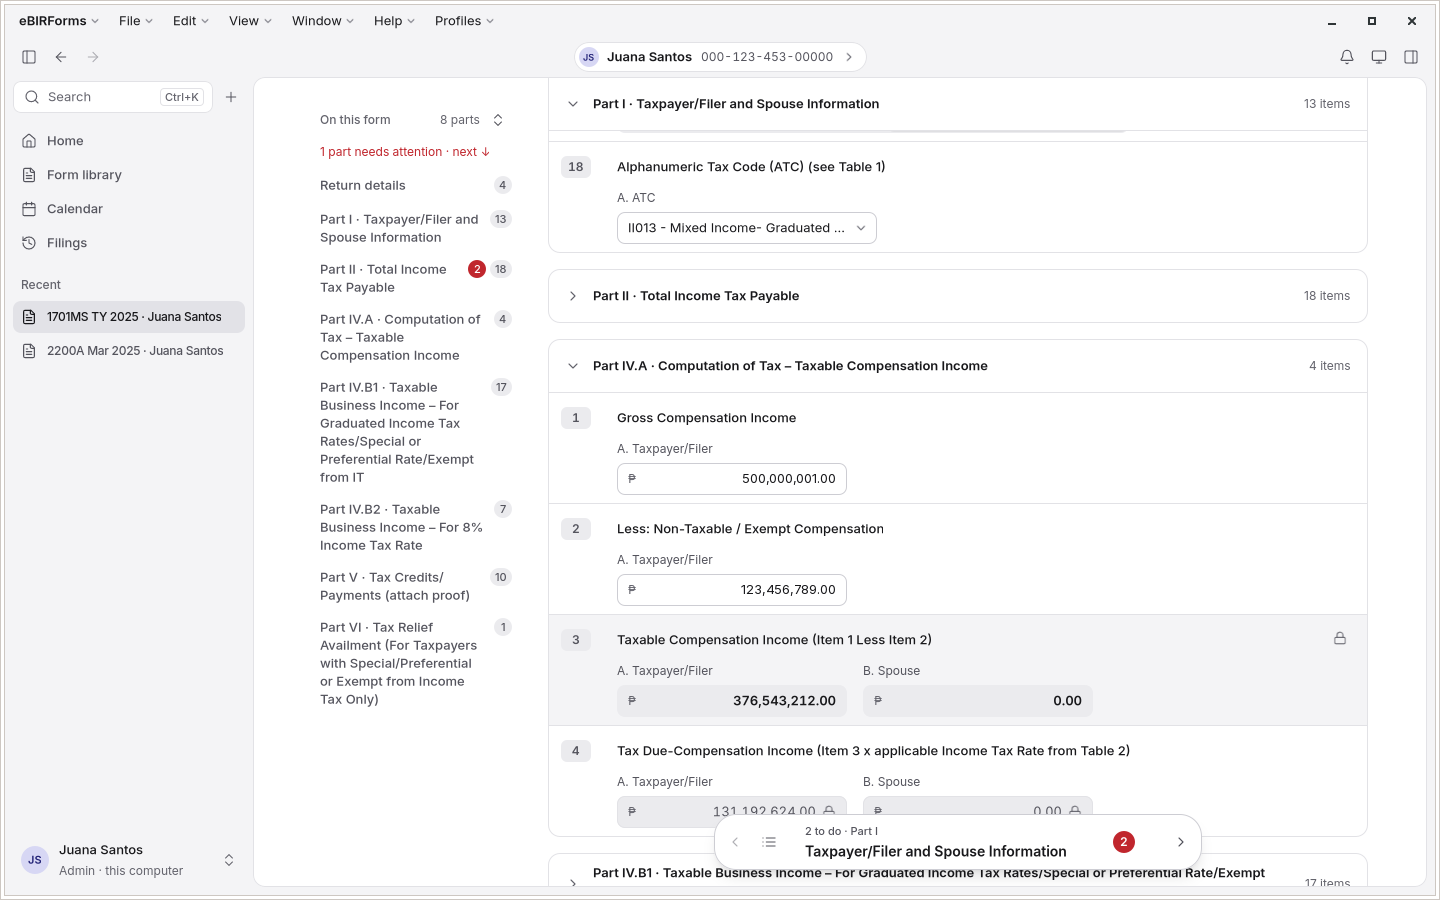 eBIRForms File Edit View Window Help Profiles
JS Juana Santos 000-123-453-00000
Search Ctrl+K
Home
Form library
Calendar
Filings
Recent
1701MS TY 2025 · Juana Santos
2200A Mar 2025 · Juana Santos
JS Juana Santos
Admin · this computer
On this form 8 parts
1 part needs attention · next ↓
Return details 4
Part I · Taxpayer/Filer and 13
Spouse Information
Part II · Total Income 2 18
Tax Payable
Part IV.A · Computation of 4
Tax – Taxable
Compensation Income
Part IV.B1 · Taxable 17
Business Income – For
Graduated Income Tax
Rates/Special or
Preferential Rate/Exempt
from IT
Part IV.B2 · Taxable 7
Business Income – For 8%
Income Tax Rate
Part V · Tax Credits/ 10
Payments (attach proof)
Part VI · Tax Relief 1
Availment (For Taxpayers
with Special/Preferential
or Exempt from Income
Tax Only)
Part I · Taxpayer/Filer and Spouse Information 13 items
18 Alphanumeric Tax Code (ATC) (see Table 1)
A. ATC
II013 - Mixed Income- Graduated ...
Part II · Total Income Tax Payable 18 items
Part IV.A · Computation of Tax – Taxable Compensation Income 4 items
1 Gross Compensation Income
A. Taxpayer/Filer
₱ 500,000,001.00
2 Less: Non-Taxable / Exempt Compensation
A. Taxpayer/Filer
₱ 123,456,789.00
3 Taxable Compensation Income (Item 1 Less Item 2)
A. Taxpayer/Filer B. Spouse
₱ 376,543,212.00 ₱ 0.00
4 Tax Due-Compensation Income (Item 3 x applicable Income Tax Rate from Table 2)
A. Taxpayer/Filer B. Spouse
₱ 131,192,624.00 ₱ 0.00
2 to do · Part I
Taxpayer/Filer and Spouse Information 2
Part IV.B1 · Taxable Business Income – For Graduated Income Tax Rates/Special or Preferential Rate/Exempt
17 items